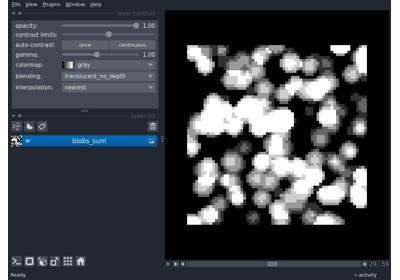 File View Plugins Window Help
layer controls
opacity: 1.00
contrast limits:
auto-contrast: once continuous
gamma: 1.00
colormap: gray
blending: translucent_no_depth
interpolation: nearest
layer list
blobs_sum
29 59
Ready
activity